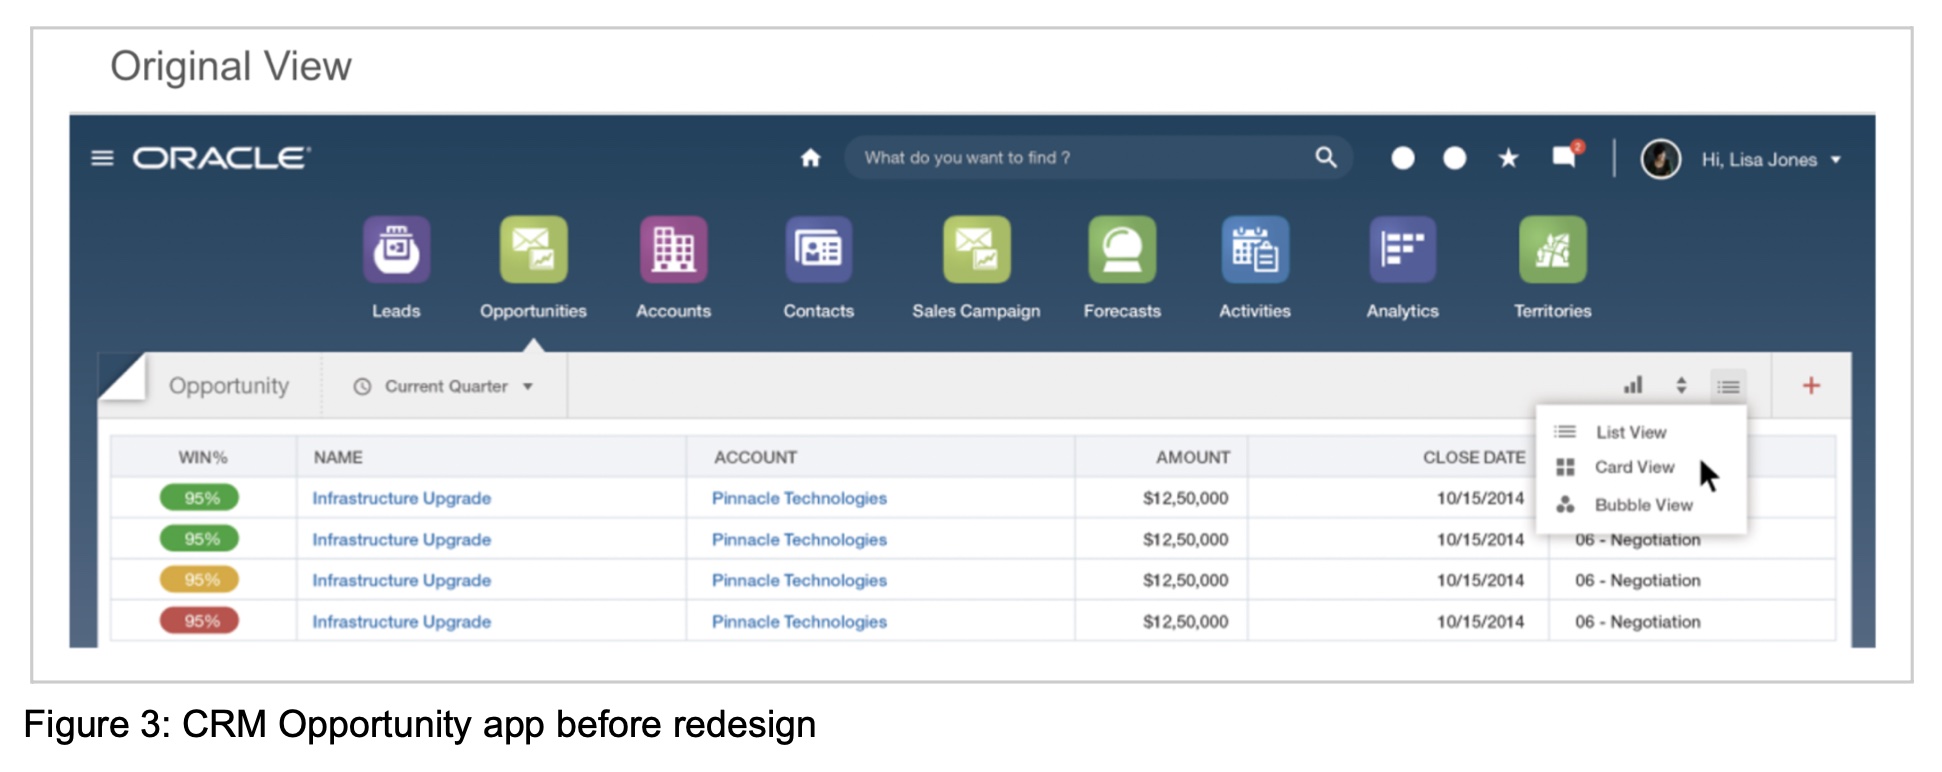 Original View
ORACLE®
What do you want to find ?
2
Hi, Lisa Jones
Leads Opportunities Accounts Contacts Sales Campaign Forecasts Activities Analytics Territories
Opportunity Current Quarter
+
List View
Card View
Bubble View
WIN% NAME ACCOUNT AMOUNT CLOSE DATE
95% Infrastructure Upgrade Pinnacle Technologies $12,50,000 10/15/2014
95% Infrastructure Upgrade Pinnacle Technologies $12,50,000 10/15/2014 06 - Negotiation
95% Infrastructure Upgrade Pinnacle Technologies $12,50,000 10/15/2014 06 - Negotiation
95% Infrastructure Upgrade Pinnacle Technologies $12,50,000 10/15/2014 06 - Negotiation
Figure 3: CRM Opportunity app before redesign